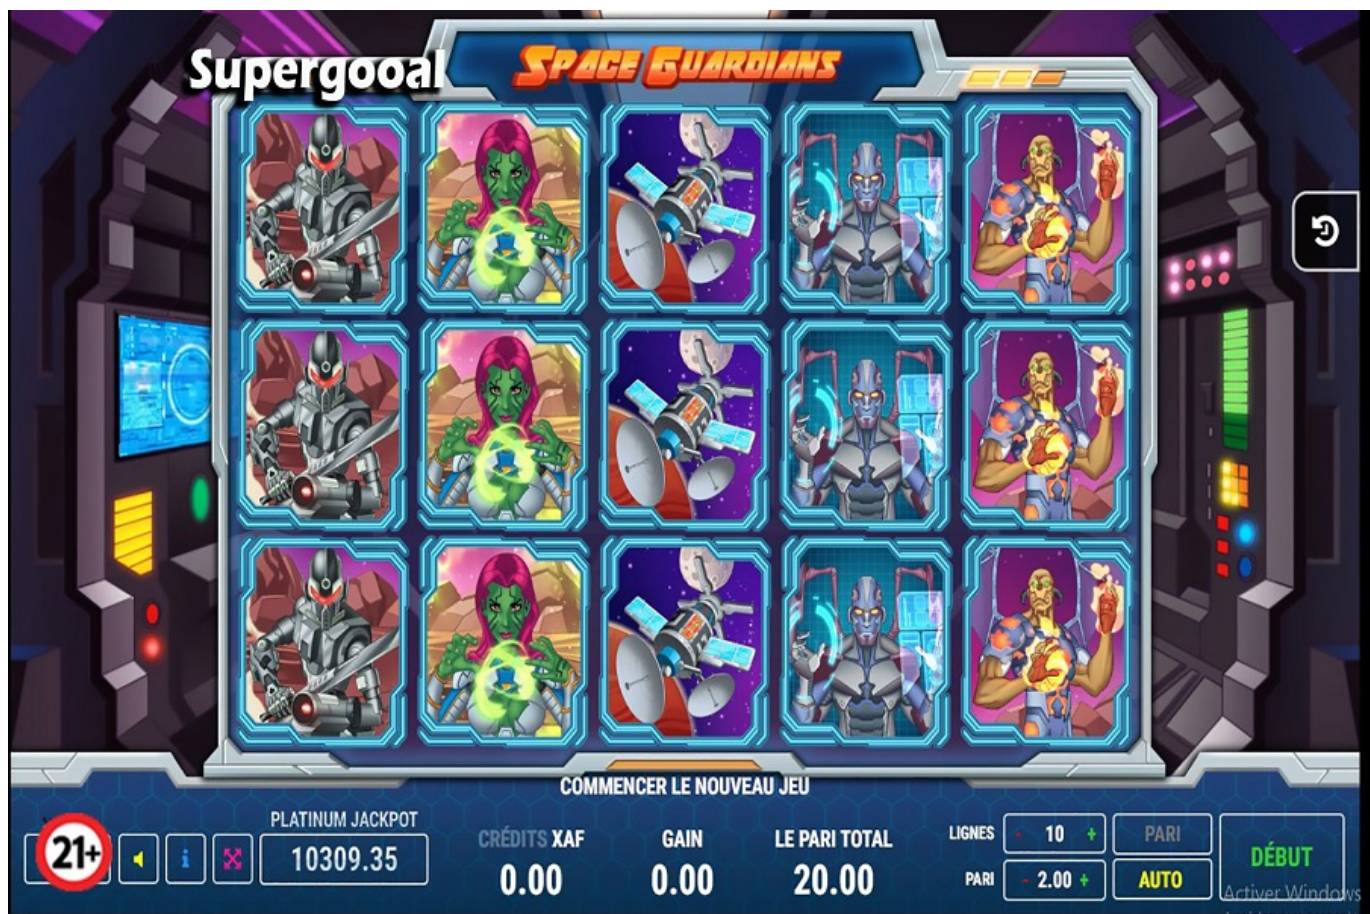 Supergooal
SPACE GUARDIANS
COMMENCER LE NOUVEAU JEU
PLATINUM JACKPOT
10309.35
CRÉDITS XAF
0.00
GAIN
0.00
LE PARI TOTAL
20.00
LIGNES - 10 +
PARI - 2.00 +
PARI
AUTO
DÉBUT
21+
i
Activer Windows